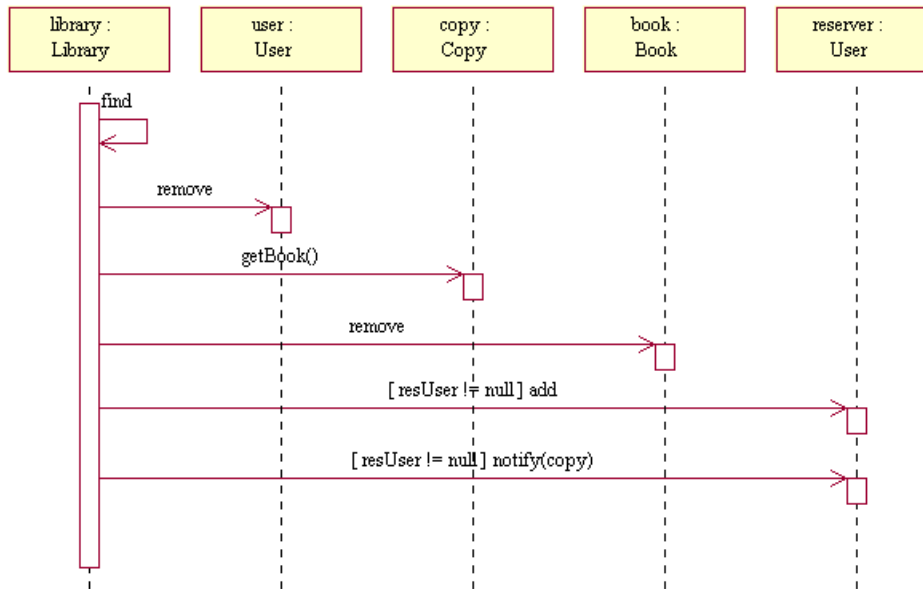 library :
Library
user :
User
copy :
Copy
book :
Book
reserver :
User
find
remove
getBook()
remove
[ resUser != null ] add
[ resUser != null ] notify(copy)